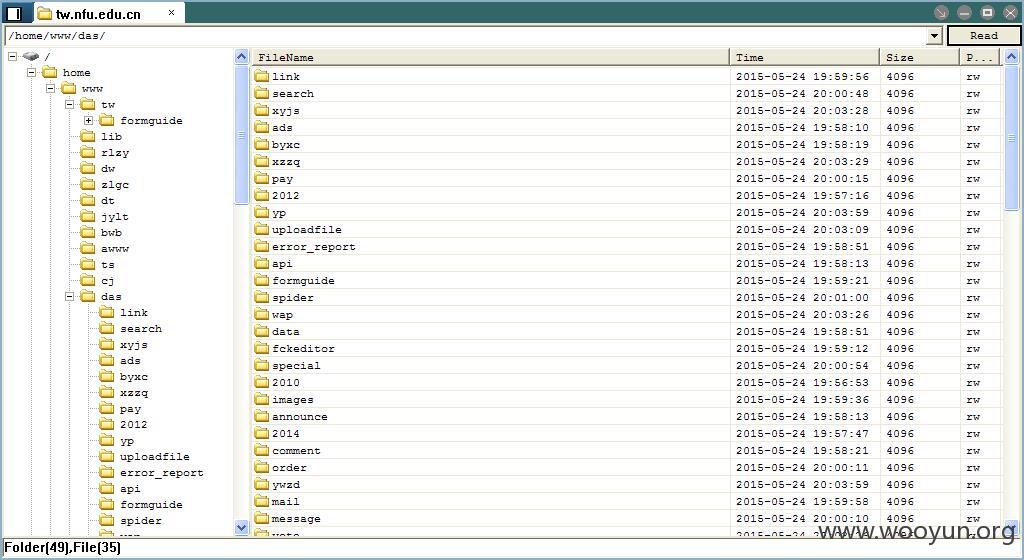 tw.nfu.edu.cn ×
/home/www/das/ Read
/
home
www
tw
formguide
lib
rlzy
dw
zlgc
dt
jylt
bwb
awww
ts
cj
das
link
search
xyjs
ads
byxc
xzzq
pay
2012
yp
uploadfile
error_report
api
formguide
spider
FileName Time Size P...
link 2015-05-24 19:59:56 4096 rw
search 2015-05-24 20:00:48 4096 rw
xyjs 2015-05-24 20:03:28 4096 rw
ads 2015-05-24 19:58:10 4096 rw
byxc 2015-05-24 19:58:19 4096 rw
xzzq 2015-05-24 20:03:29 4096 rw
pay 2015-05-24 20:00:15 4096 rw
2012 2015-05-24 19:57:16 4096 rw
yp 2015-05-24 20:03:59 4096 rw
uploadfile 2015-05-24 20:03:09 4096 rw
error_report 2015-05-24 19:58:51 4096 rw
api 2015-05-24 19:58:13 4096 rw
formguide 2015-05-24 19:59:21 4096 rw
spider 2015-05-24 20:01:00 4096 rw
wap 2015-05-24 20:03:26 4096 rw
data 2015-05-24 19:58:51 4096 rw
fckeditor 2015-05-24 19:59:12 4096 rw
special 2015-05-24 20:00:54 4096 rw
2010 2015-05-24 19:56:53 4096 rw
images 2015-05-24 19:59:36 4096 rw
announce 2015-05-24 19:58:13 4096 rw
2014 2015-05-24 19:57:47 4096 rw
comment 2015-05-24 19:58:21 4096 rw
order 2015-05-24 20:00:11 4096 rw
ywzd 2015-05-24 20:03:59 4096 rw
mail 2015-05-24 19:59:58 4096 rw
message 2015-05-24 20:00:10 4096 rw
www.wooyun.org
Folder(49),File(35)